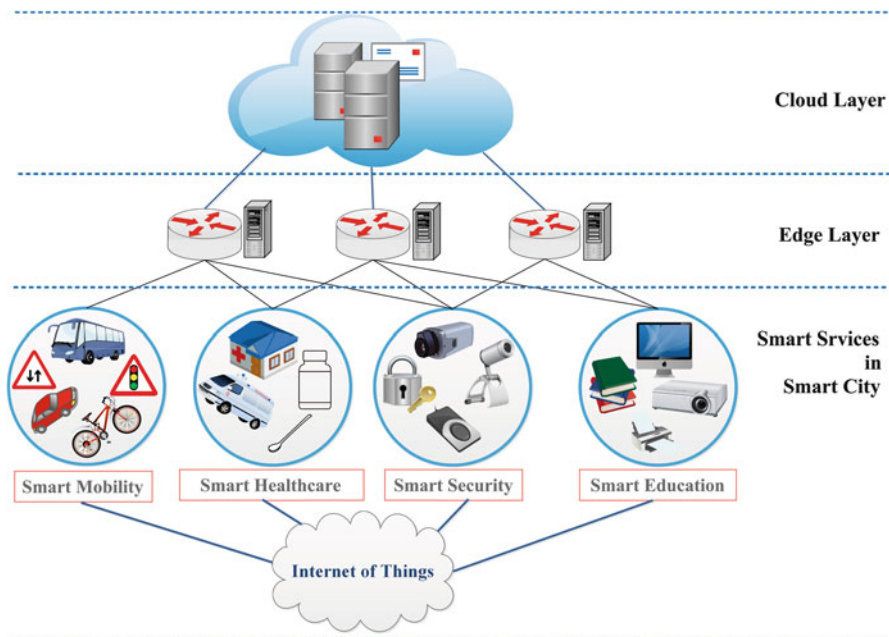 Cloud Layer
Edge Layer
Smart Srvices
in
Smart City
Smart Mobility
Smart Healthcare
Smart Security
Smart Education
Internet of Things